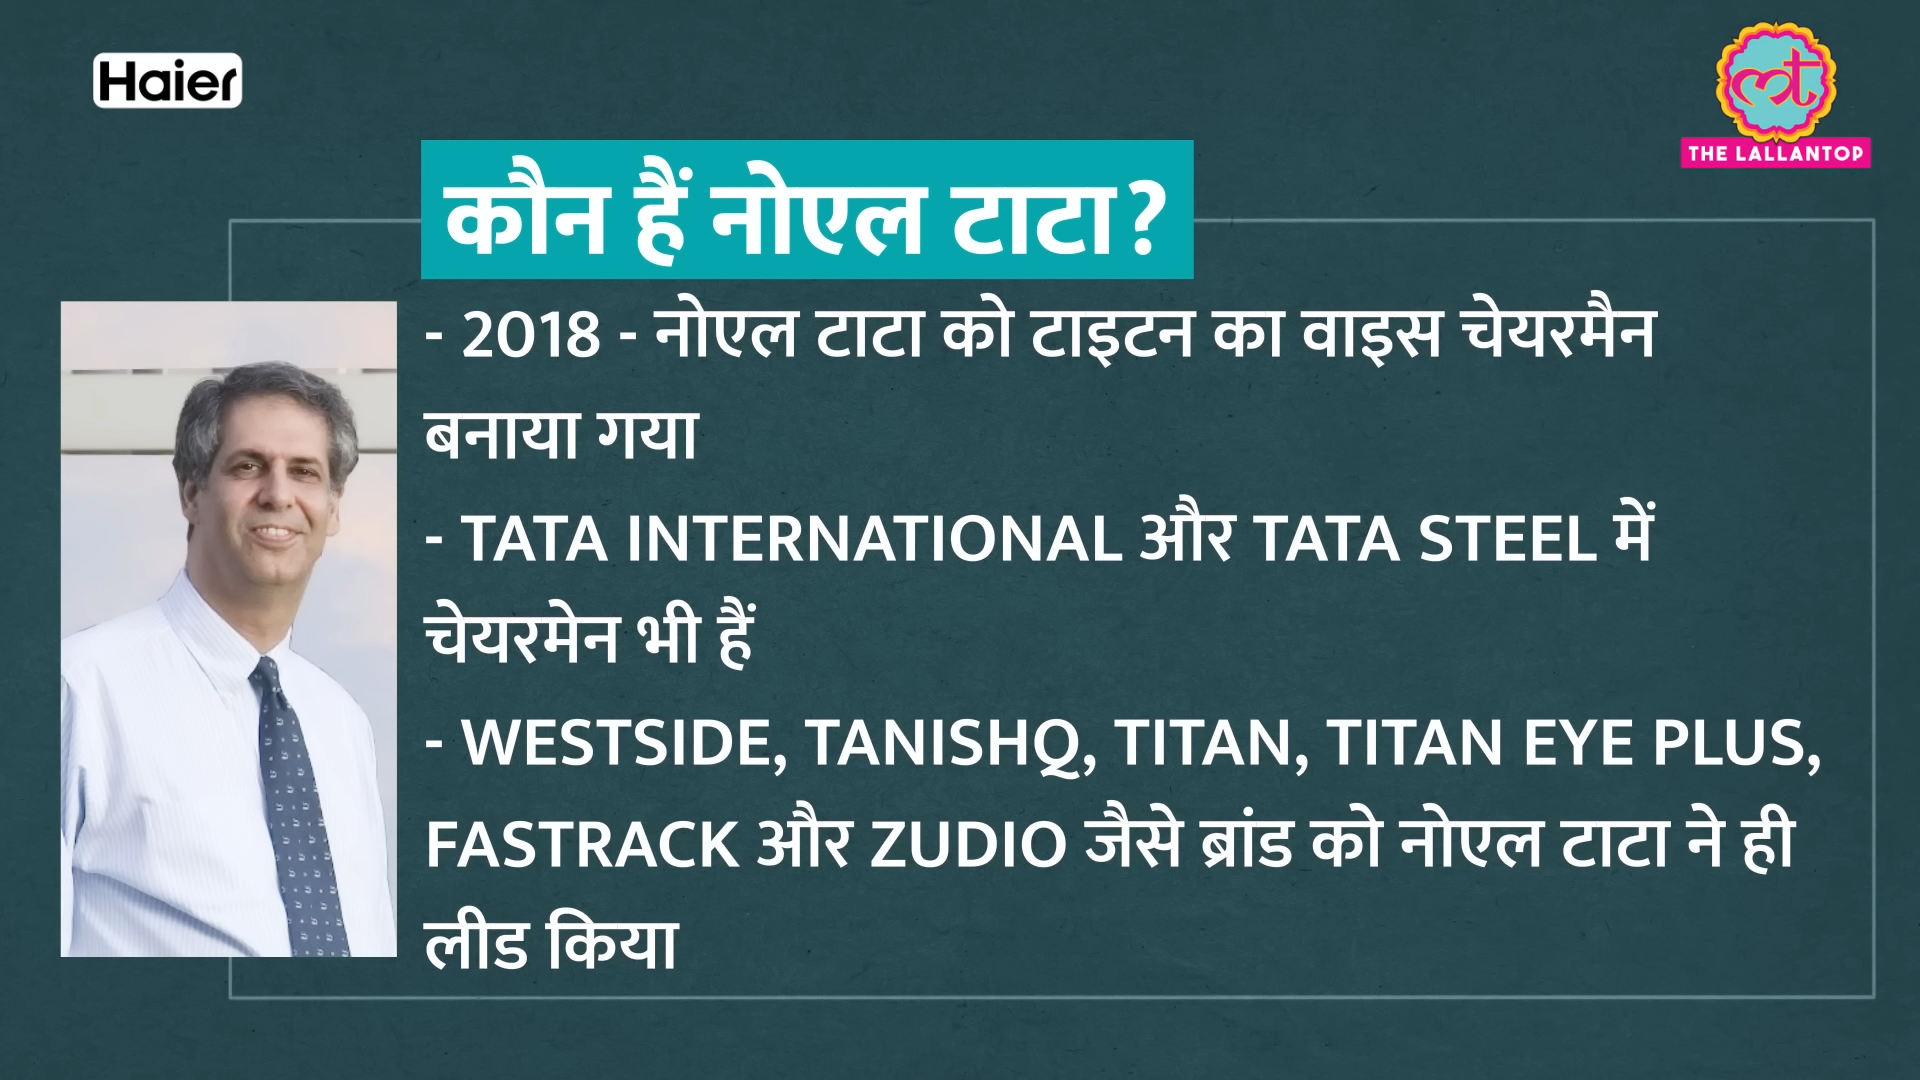 Haier
THE LALLANTOP
कौन हैं नोएल टाटा?
- 2018 - नोएल टाटा को टाइटन का वाइस चेयरमैन
बनाया गया
- TATA INTERNATIONAL और TATA STEEL में
चेयरमेन भी हैं
- WESTSIDE, TANISHQ, TITAN, TITAN EYE PLUS,
FASTRACK और ZUDIO जैसे ब्रांड को नोएल टाटा ने ही
लीड किया